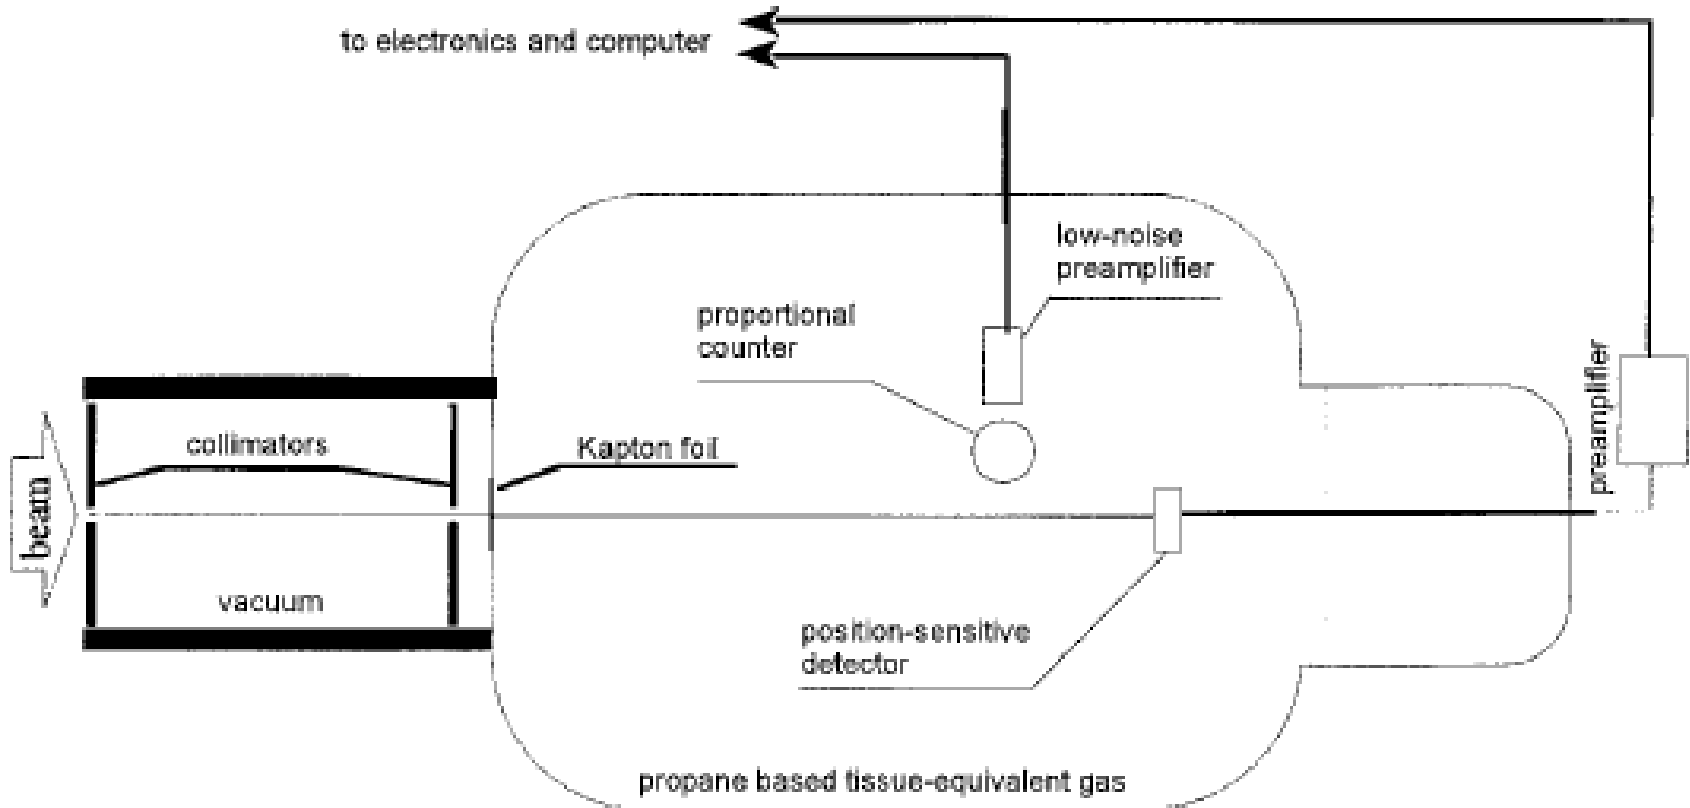 to electronics and computer
low-noise
preamplifier
proportional
counter
preamplifier
collimators
Kapton foil
beam
vacuum
position-sensitive
detector
propane based tissue-equivalent gas